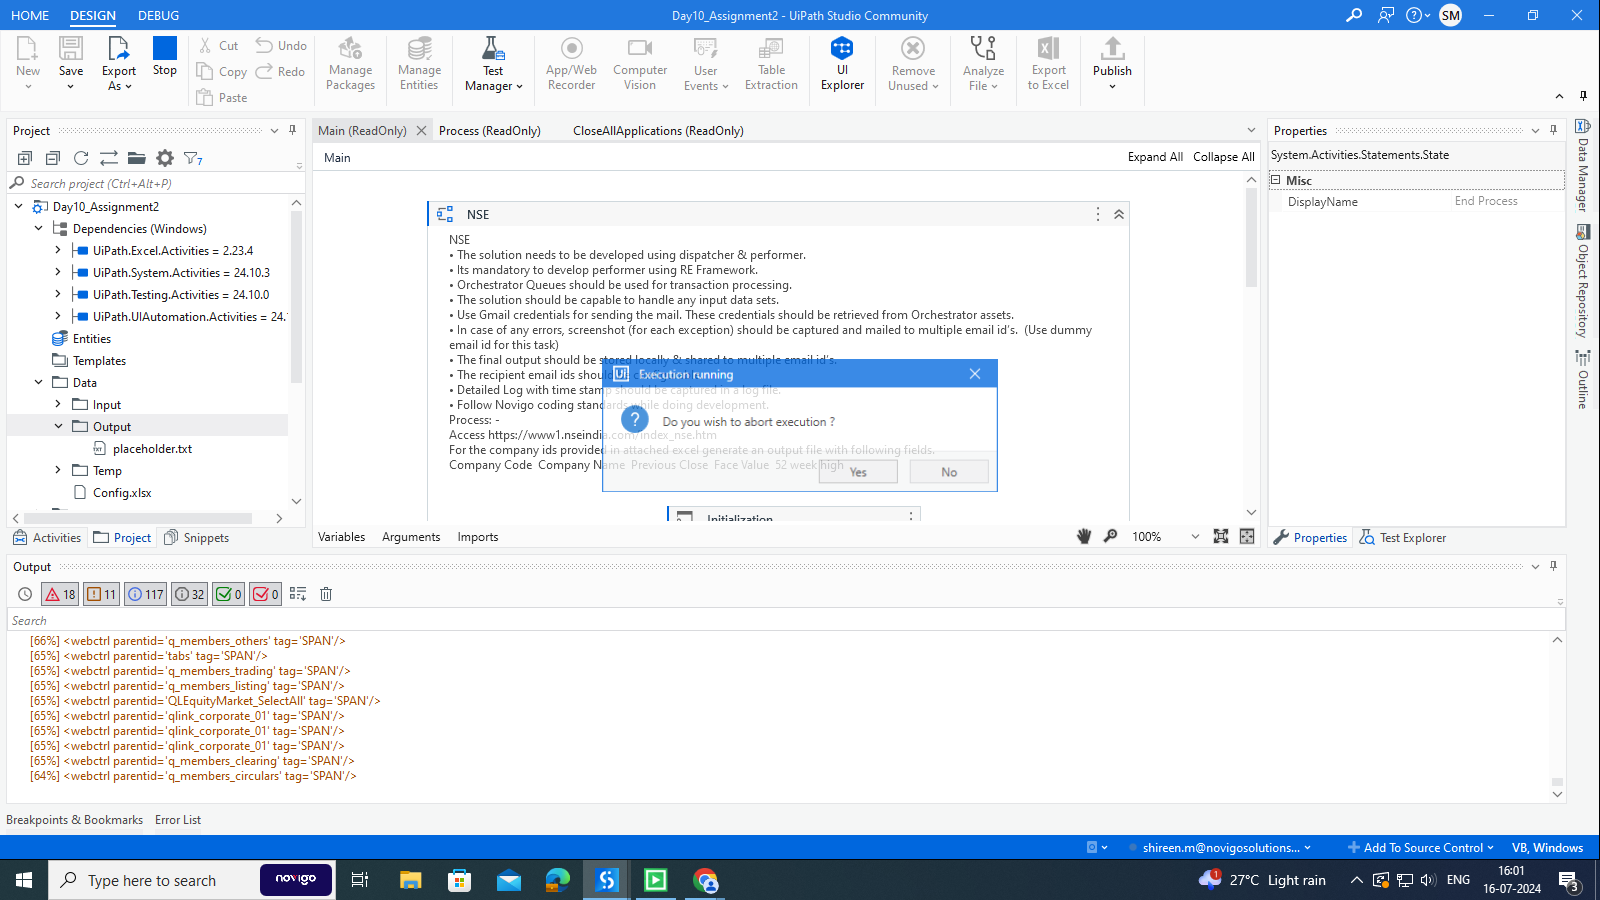 HOME DESIGN DEBUG
Day10_Assignment2 - UiPath Studio Community
SM
New
Save
Export As
Stop
Cut
Copy
Paste
Undo
Redo
Manage Packages
Manage Entities
Test Manager
App/Web Recorder
Computer Vision
User Events
Table Extraction
UI Explorer
Remove Unused
Analyze File
Export to Excel
Publish
Project
7
Search project (Ctrl+Alt+P)
Day10_Assignment2
Dependencies (Windows)
UiPath.Excel.Activities = 2.23.4
UiPath.System.Activities = 24.10.3
UiPath.Testing.Activities = 24.10.0
UiPath.UIAutomation.Activities = 24.
Entities
Templates
Data
Input
Output
placeholder.txt
Temp
Config.xlsx
Activities Project Snippets
Main (ReadOnly) Process (ReadOnly) CloseAllApplications (ReadOnly)
Main
Expand All Collapse All
NSE
NSE
• The solution needs to be developed using dispatcher & performer.
• Its mandatory to develop performer using RE Framework.
• Orchestrator Queues should be used for transaction processing.
• The solution should be capable to handle any input data sets.
• Use Gmail credentials for sending the mail. These credentials should be retrieved from Orchestrator assets.
• In case of any errors, screenshot (for each exception) should be captured and mailed to multiple email id's.  (Use dummy
email id for this task)
• The final output should be stored locally & shared to multiple email id's.
• The recipient email ids should
• Detailed Log with time stamp should be captured in a log file.
• Follow Novigo coding standards while doing development.
Process: -
Access https://www1.nseindia.com/index_nse.htm
For the company ids provided in attached excel generate an output file with following fields.
Company Code  Company Name  Previous Close  Face Value  52 week high
Initialization
Ui Execution running
? Do you wish to abort execution ?
Yes No
Variables Arguments Imports
100%
Properties
System.Activities.Statements.State
Misc
DisplayName End Process
Properties Test Explorer
Data Manager
Object Repository
Outline
Output
18 11 117 32 0 0
Search
[66%] <webctrl parentid='q_members_others' tag='SPAN'/>
[65%] <webctrl parentid='tabs' tag='SPAN'/>
[65%] <webctrl parentid='q_members_trading' tag='SPAN'/>
[65%] <webctrl parentid='q_members_listing' tag='SPAN'/>
[65%] <webctrl parentid='QLEquityMarket_SelectAll' tag='SPAN'/>
[65%] <webctrl parentid='qlink_corporate_01' tag='SPAN'/>
[65%] <webctrl parentid='qlink_corporate_01' tag='SPAN'/>
[65%] <webctrl parentid='qlink_corporate_01' tag='SPAN'/>
[65%] <webctrl parentid='q_members_clearing' tag='SPAN'/>
[64%] <webctrl parentid='q_members_circulars' tag='SPAN'/>
Breakpoints & Bookmarks Error List
shireen.m@novigosolutions... Add To Source Control VB, Windows
Type here to search
novigo
1
27°C Light rain
ENG
16:01
16-07-2024
3